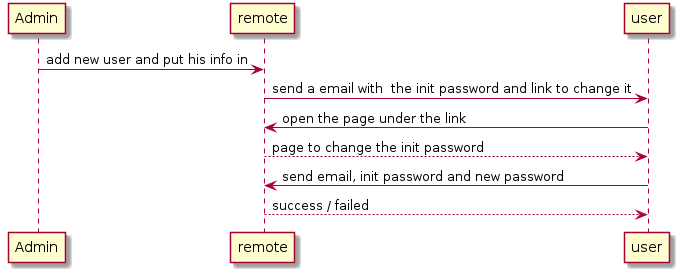 Admin
remote
user
add new user and put his info in
send a email with  the init password and link to change it
open the page under the link
page to change the init password
send email, init password and new password
success / failed
Admin
remote
user